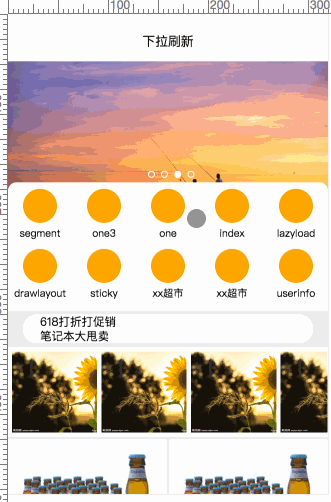 100
200
300
下拉刷新
segment
one3
one
index
lazyload
drawlayout
sticky
xx超市
xx超市
userinfo
618打折打促销
笔记本大甩卖